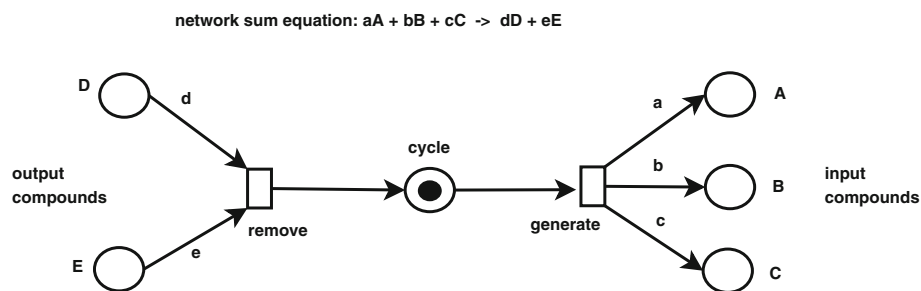 network sum equation: aA + bB + cC -> dD + eE
D
d
a
A
cycle
output
compounds
b
B
input
compounds
remove
generate
c
E
e
C